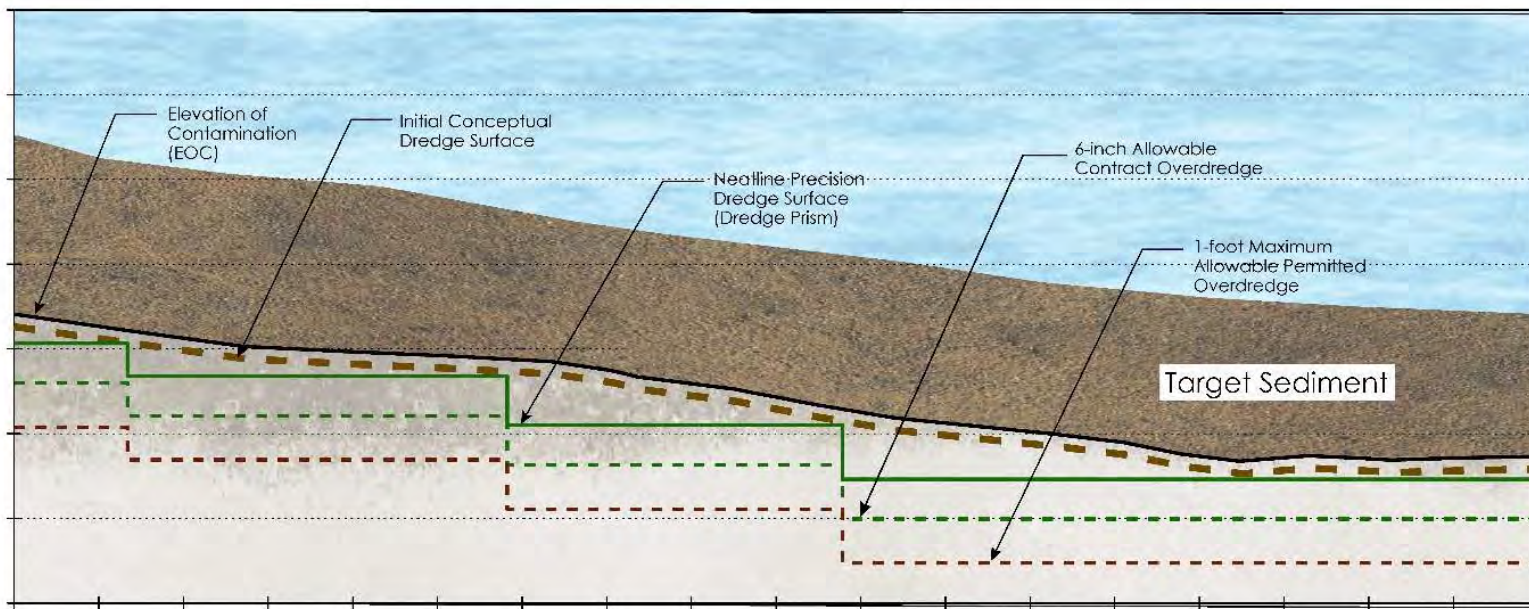 Elevation of
Contamination
(EOC)
Initial Conceptual
Dredge Surface
Neatline Precision
Dredge Surface
(Dredge Prism)
6-inch Allowable
Contract Overdredge
1-foot Maximum
Allowable Permitted
Overdredge
Target Sediment